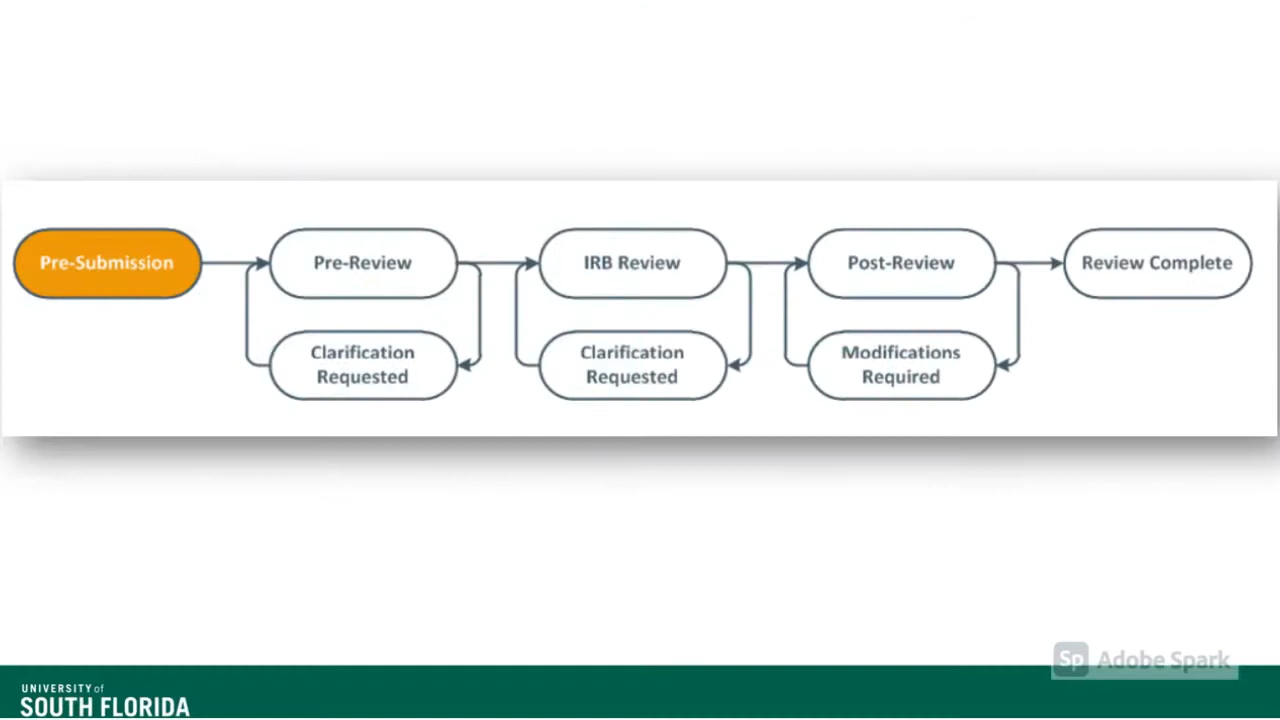 Pre-Submission
Pre-Review
IRB Review
Post-Review
Review Complete
Clarification
Requested
Clarification
Requested
Modifications
Required
Sp Adobe Spark
UNIVERSITY of
SOUTH FLORIDA